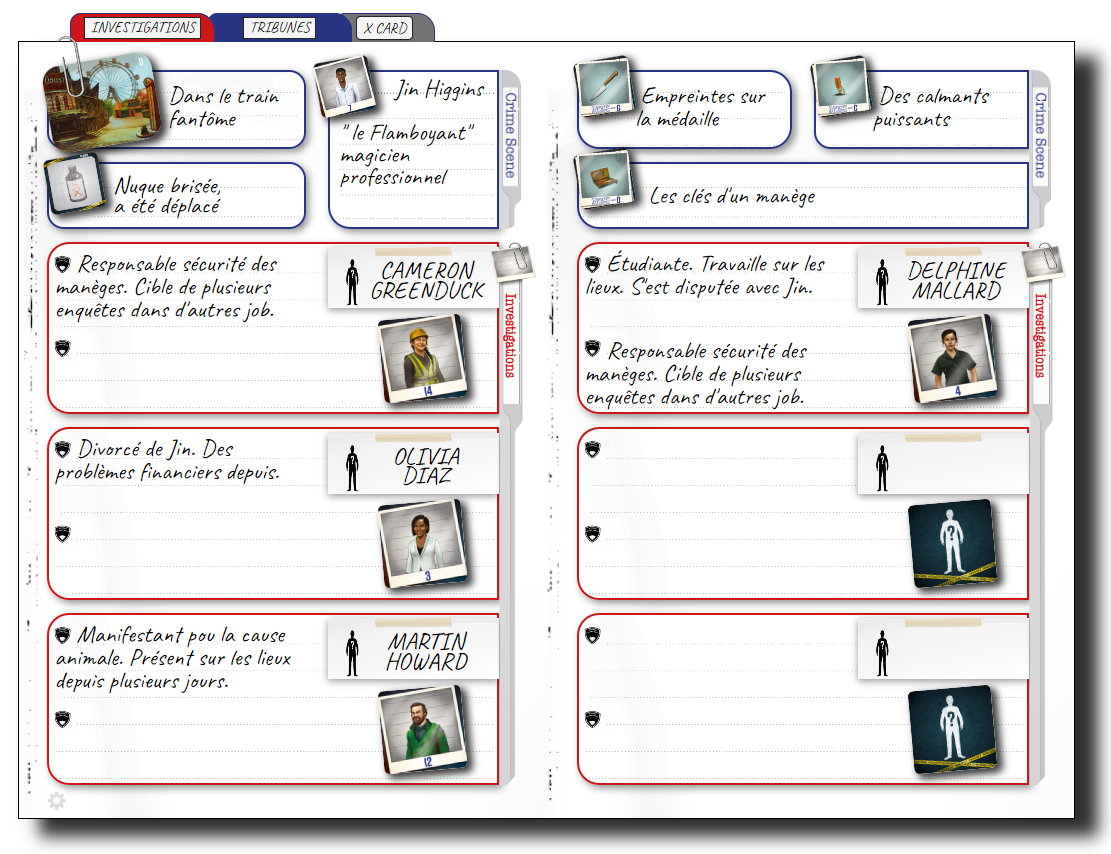 INVESTIGATIONS
TRIBUNES
X CARD
Dans le train
fantôme
Nuque brisée,
a été déplacé
1
Jin Higgins
"le Flamboyant"
magicien
professionnel
Crime Scene
Responsable sécurité des
manèges. Cible de plusieurs
enquêtes dans d'autres job.
CAMERON
GREENDUCK
14
Divorcé de Jin. Des
problèmes financiers depuis.
OLIVIA
DIAZ
3
Manifestant pou la cause
animale. Présent sur les lieux
depuis plusieurs jours.
MARTIN
HOWARD
12
Investigations
Empreintes sur
la médaille
Des calmants
puissants
Les clés d'un manège
Crime Scene
Étudiante. Travaille sur les
lieux. S'est disputée avec Jin.
Responsable sécurité des
manèges. Cible de plusieurs
enquêtes dans d'autres job.
DELPHINE
MALLARD
4
?
?
Investigations